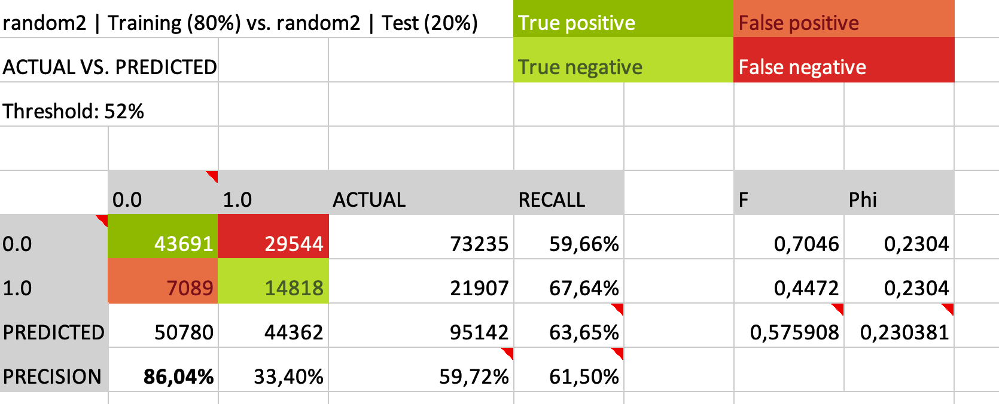 random2 | Training (80%) vs. random2 | Test (20%) True positive False positive
ACTUAL VS. PREDICTED True negative False negative
Threshold: 52%
0.0 1.0 ACTUAL RECALL F Phi
0.0 43691 29544 73235 59,66% 0,7046 0,2304
1.0 7089 14818 21907 67,64% 0,4472 0,2304
PREDICTED 50780 44362 95142 63,65% 0,575908 0,230381
PRECISION 86,04% 33,40% 59,72% 61,50%